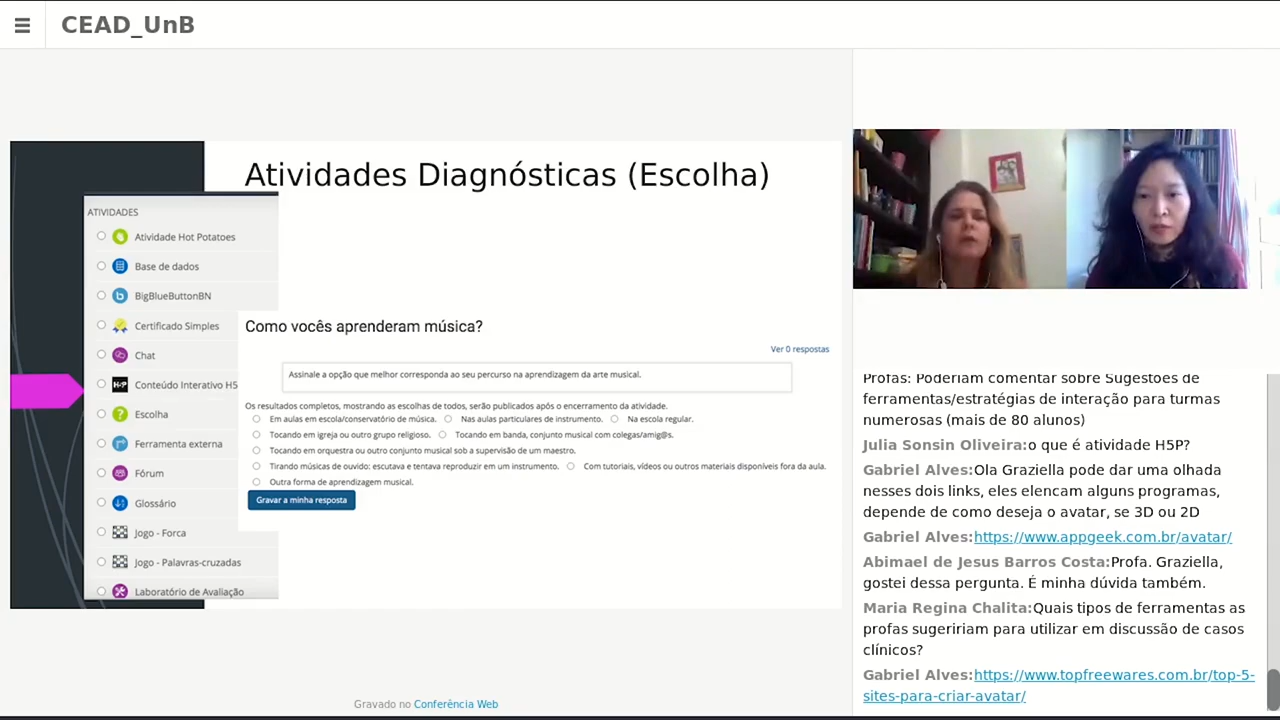 CEAD_UnB
Atividades Diagnósticas (Escolha)
ATIVIDADES
Atividade Hot Potatoes
Base de dados
BigBlueButtonBN
Certificado Simples
Chat
H-P Conteúdo Interativo H5
Escolha
Ferramenta externa
Fórum
Glossário
Jogo - Forca
Jogo - Palavras-cruzadas
Laboratório de Avaliação
Como vocês aprenderam música?
Ver 0 respostas
Assinale a opção que melhor corresponda ao seu percurso na aprendizagem da arte musical.
Os resultados completos, mostrando as escolhas de todos, serão publicados após o encerramento da atividade.
Em aulas em escola/conservatório de música. Nas aulas particulares de instrumento. Na escola regular.
Tocando em igreja ou outro grupo religioso. Tocando em banda, conjunto musical com colegas/amig@s.
Tocando em orquestra ou outro conjunto musical sob a supervisão de um maestro.
Tirando músicas de ouvido: escutava e tentava reproduzir em um instrumento. Com tutoriais, vídeos ou outros materiais disponíveis fora da aula.
Outra forma de aprendizagem musical.
Gravar a minha resposta
Gravado no Conferência Web
Profas: Poderiam comentar sobre Sugestões de
ferramentas/estratégias de interação para turmas
numerosas (mais de 80 alunos)
Julia Sonsin Oliveira:o que é atividade H5P?
Gabriel Alves:Ola Graziella pode dar uma olhada
nesses dois links, eles elencam alguns programas,
depende de como deseja o avatar, se 3D ou 2D
Gabriel Alves:https://www.appgeek.com.br/avatar/
Abimael de Jesus Barros Costa:Profa. Graziella,
gostei dessa pergunta. É minha dúvida também.
Maria Regina Chalita:Quais tipos de ferramentas as
profas sugeririam para utilizar em discussão de casos
clínicos?
Gabriel Alves:https://www.topfreewares.com.br/top-5-
sites-para-criar-avatar/